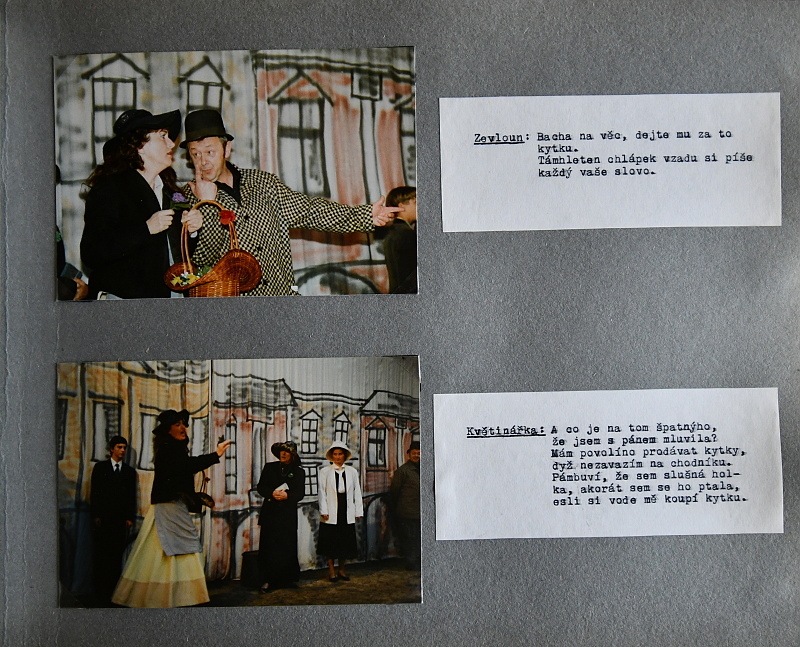 Zevloun: Bacha na věc, dejte mu za to
kytku.
Támhleten chlápek vzadu si píše
každý vaše slovo.
Květinářka: A co je na tom špatnýho,
že jsem s pánem mluvila?
Mám povolíno prodávat kytky,
dyž nezavazím na chodníku.
Pámbuví, že sem slušná hol-
ka, akorát sem se ho ptala,
esli si vode mě koupí kytku.